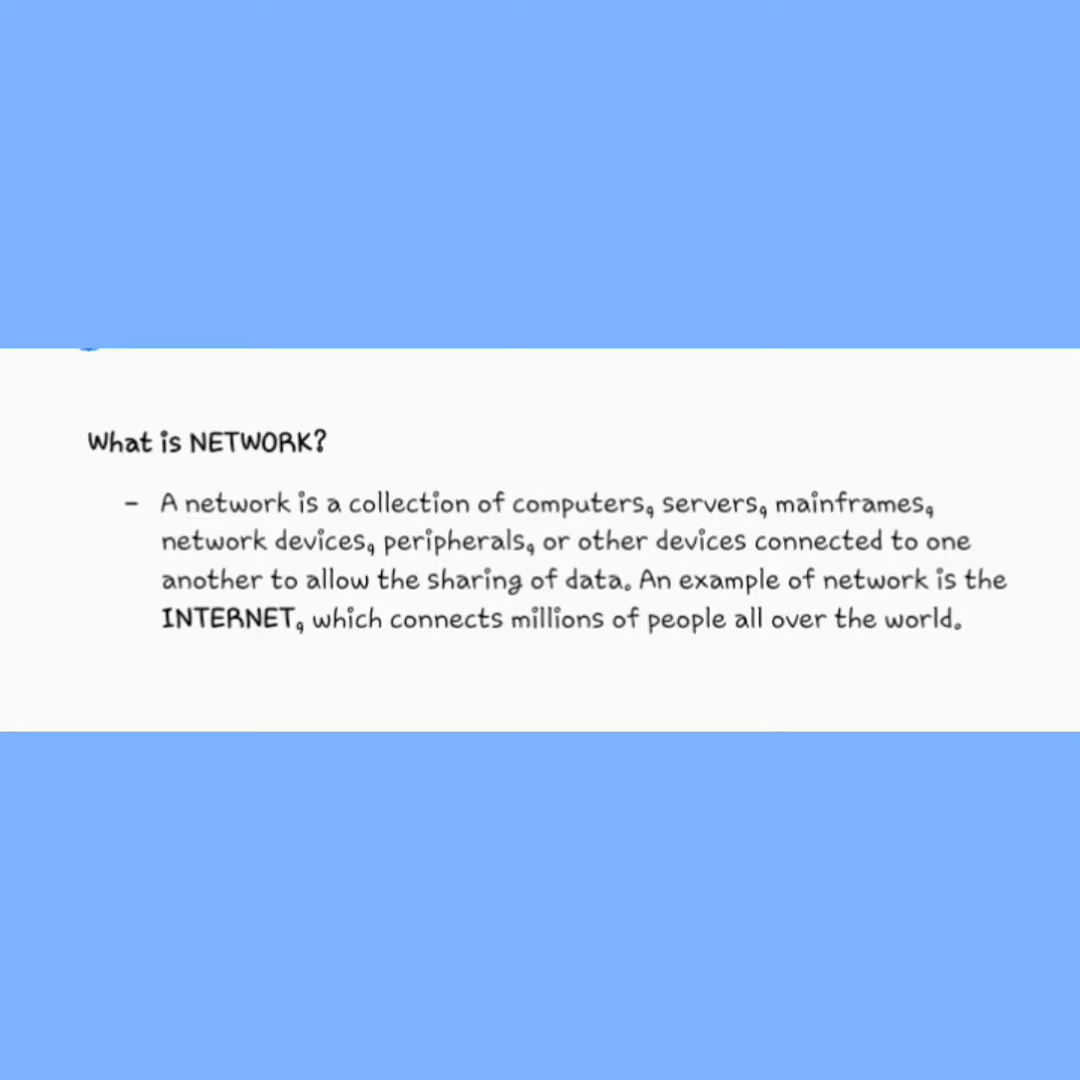 What is NETWORK?
- A network is a collection of computers, servers, mainframes,
network devices, peripherals, or other devices connected to one
another to allow the sharing of data. An example of network is the
INTERNET, which connects millions of people all over the world.